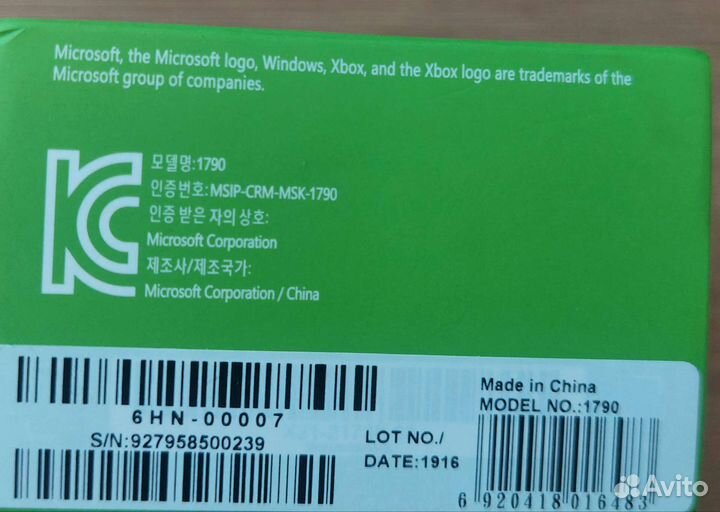 Microsoft, the Microsoft logo, Windows, Xbox, and the Xbox logo are trademarks of the
Microsoft group of companies.
모델명:1790
인증번호:MSIP-CRM-MSK-1790
인증 받은 자의 상호:
Microsoft Corporation
제조사/제조국가:
Microsoft Corporation / China
6HN-00007
S/N:927958500239
LOT NO./
DATE:1916
Made in China
MODEL NO.:1790
6 920418 016483
Avito